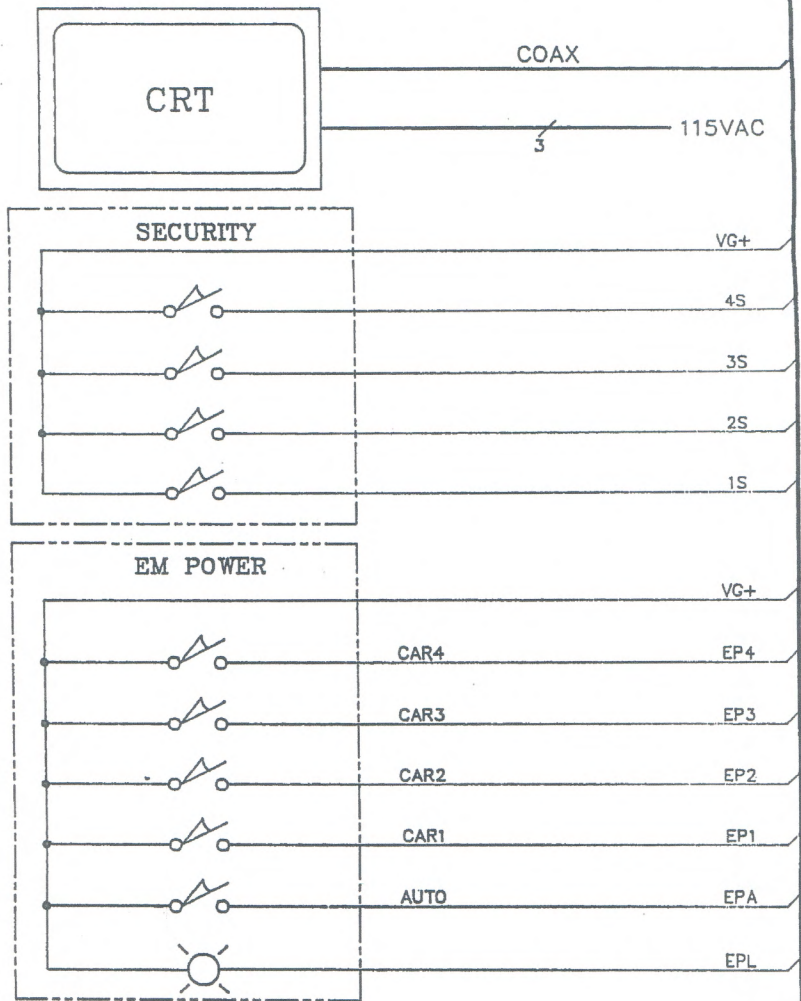 COAX
CRT
3
115VAC
SECURITY
VG+
4S
3S
2S
1S
EM POWER
VG+
CAR4 EP4
CAR3 EP3
CAR2 EP2
CAR1 EP1
AUTO EPA
EPL